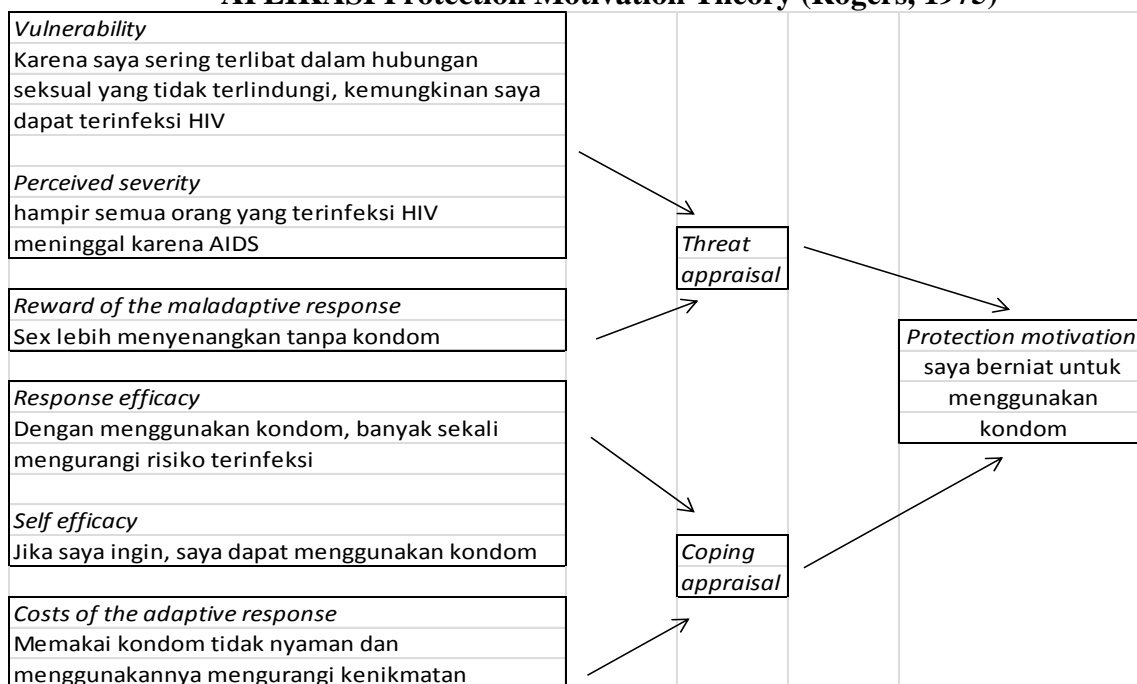 APLIKASI Protection Motivation Theory (Rogers, 1975)
Vulnerability
Karena saya sering terlibat dalam hubungan
seksual yang tidak terlindungi, kemungkinan saya
dapat terinfeksi HIV
Perceived severity
hampir semua orang yang terinfeksi HIV
meninggal karena AIDS
Reward of the maladaptive response
Sex lebih menyenangkan tanpa kondom
Response efficacy
Dengan menggunakan kondom, banyak sekali
mengurangi risiko terinfeksi
Self efficacy
Jika saya ingin, saya dapat menggunakan kondom
Costs of the adaptive response
Memakai kondom tidak nyaman dan
menggunakannya mengurangi kenikmatan
Threat
appraisal
Coping
appraisal
Protection motivation
saya berniat untuk
menggunakan
kondom